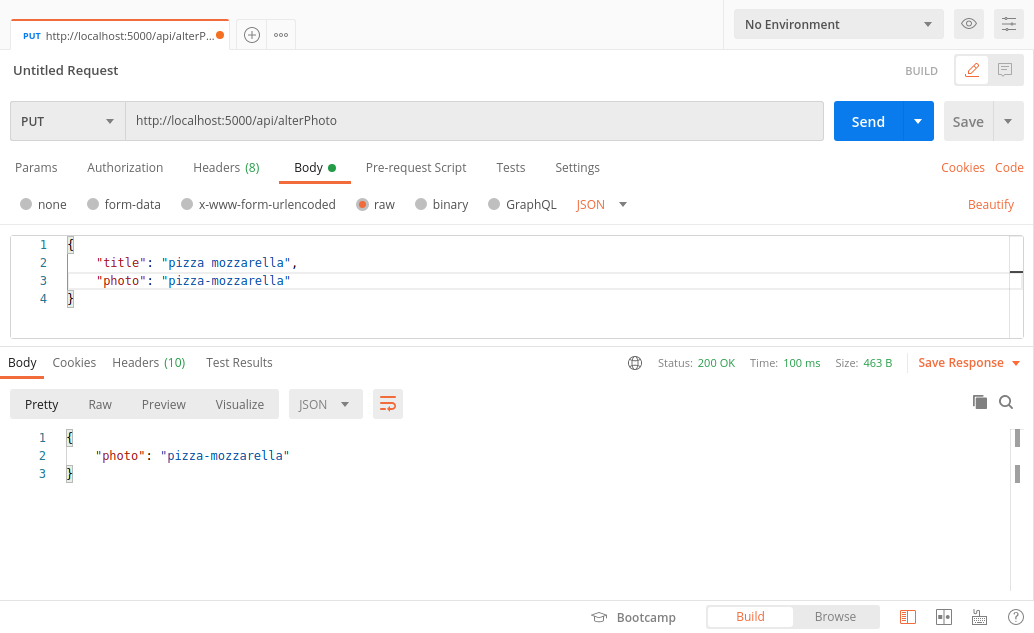 PUT http://localhost:5000/api/alterP...
No Environment
Untitled Request
BUILD
PUT http://localhost:5000/api/alterPhoto Send Save
Params Authorization Headers (8) Body Pre-request Script Tests Settings Cookies Code
none form-data x-www-form-urlencoded raw binary GraphQL JSON Beautify
1 {
2 "title": "pizza mozzarella",
3 "photo": "pizza-mozzarella"
4 }
Body Cookies Headers (10) Test Results Status: 200 OK Time: 100 ms Size: 463 B Save Response
Pretty Raw Preview Visualize JSON
1 {
2 "photo": "pizza-mozzarella"
3 }
Bootcamp Build Browse